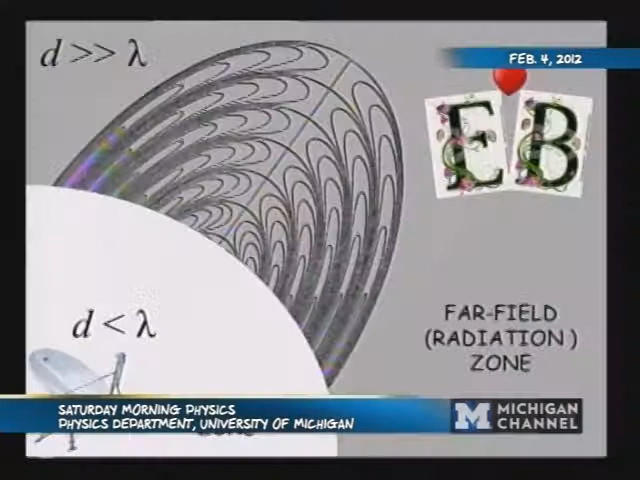 d >> λ
FEB. 4, 2012
E B
d < λ
FAR-FIELD
(RADIATION)
ZONE
SATURDAY MORNING PHYSICS
PHYSICS DEPARTMENT, UNIVERSITY OF MICHIGAN
M MICHIGAN
CHANNEL